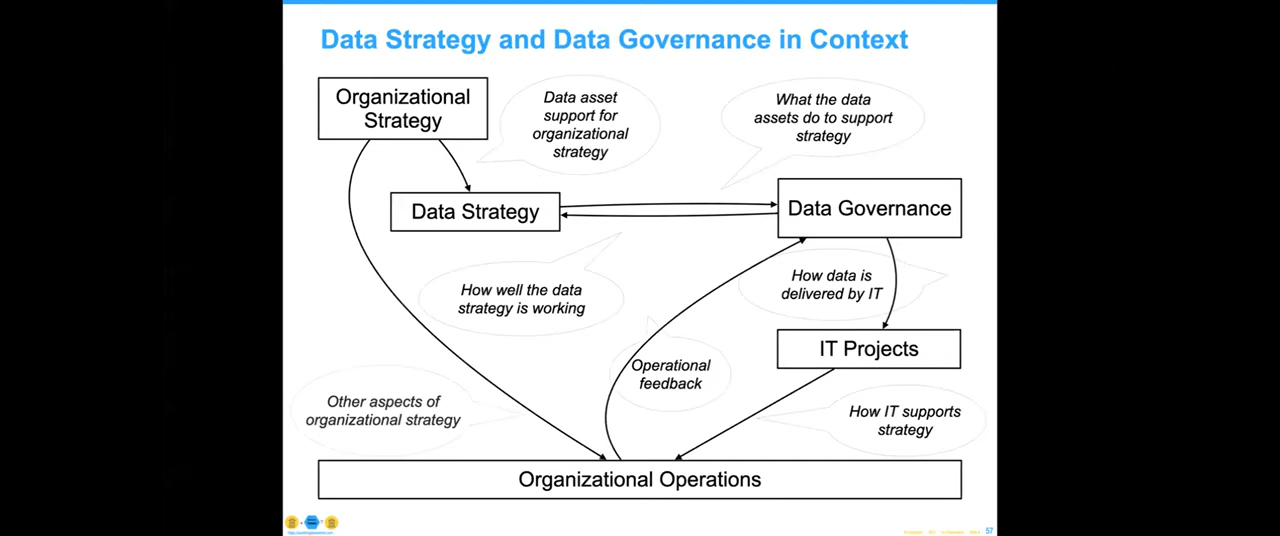 Data Strategy and Data Governance in Context
Organizational
Strategy
Data asset
support for
organizational
strategy
What the data
assets do to support
strategy
Data Strategy
Data Governance
How well the data
strategy is working
How data is
delivered by IT
IT Projects
Operational
feedback
Other aspects of
organizational strategy
How IT supports
strategy
Organizational Operations
57